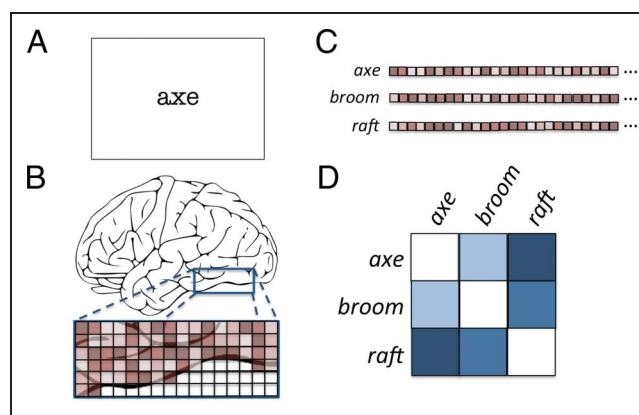 A
axe
B
C
axe ...
broom ...
raft ...
D
axe broom raft
axe
broom
raft